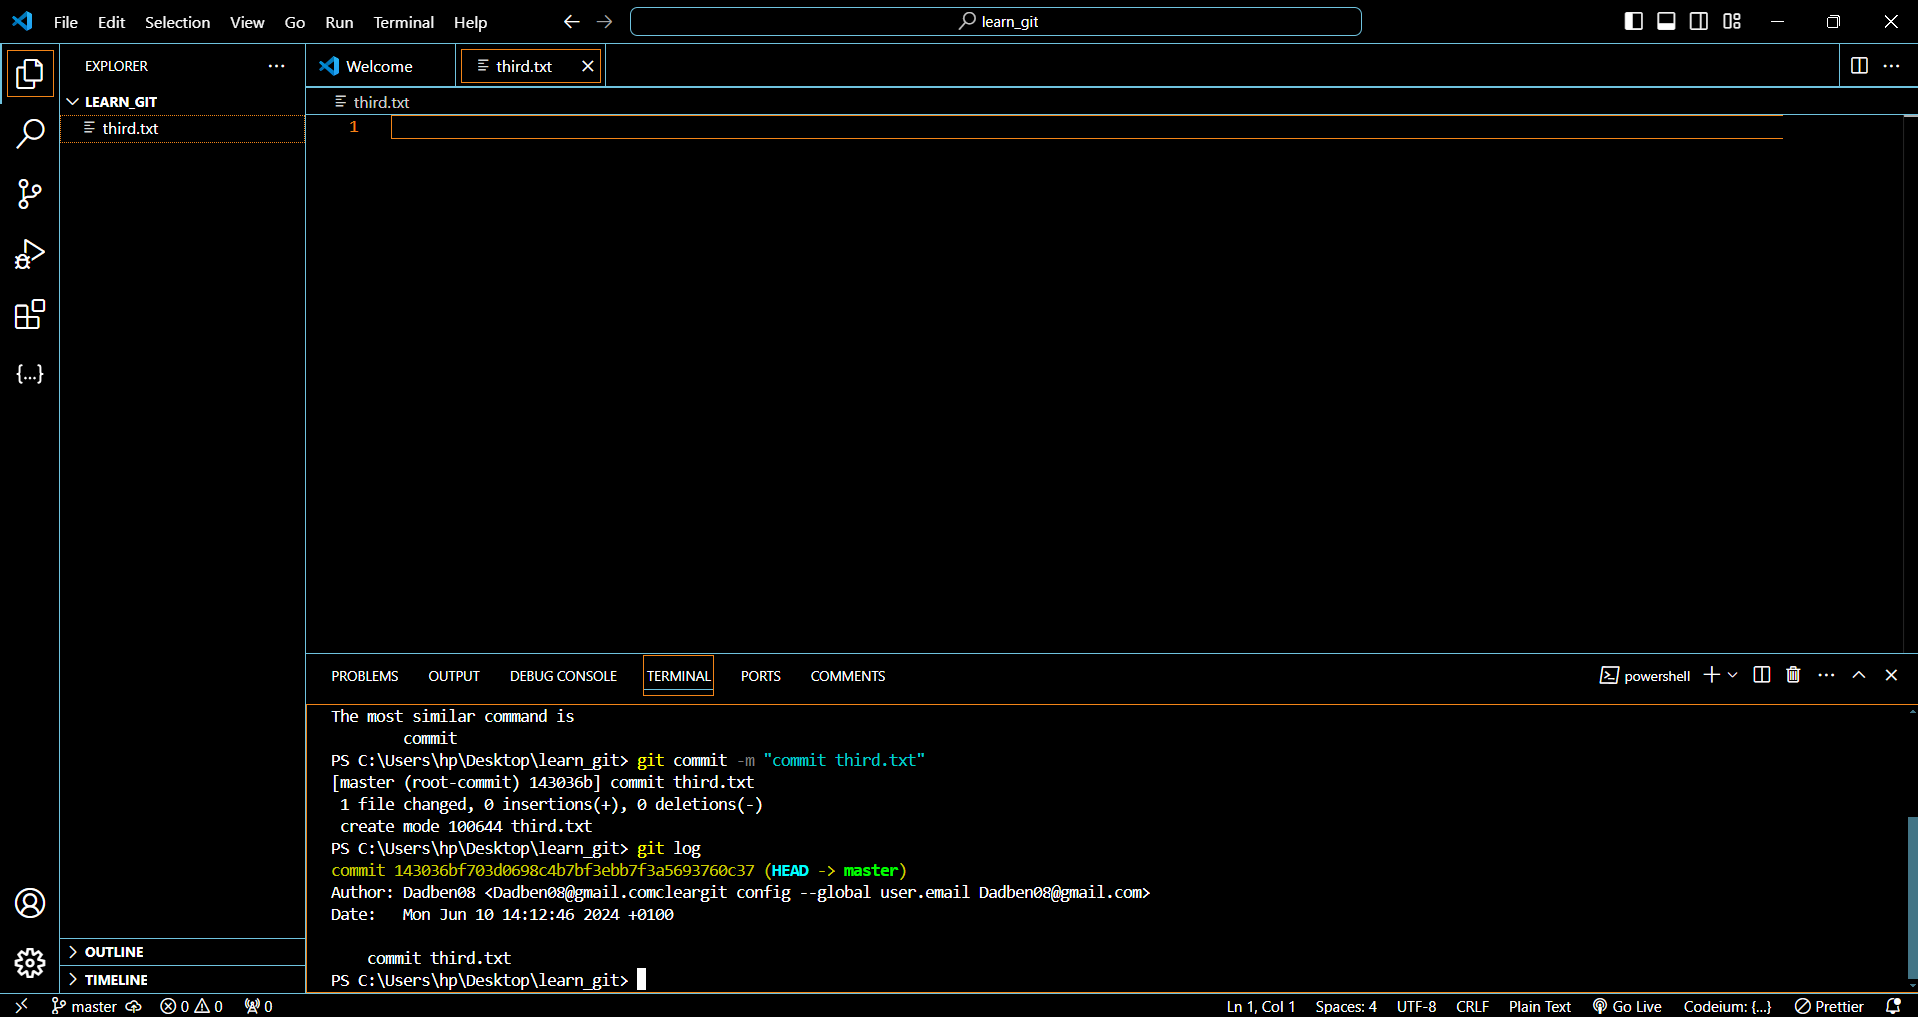 File Edit Selection View Go Run Terminal Help
learn_git
EXPLORER
LEARN_GIT
third.txt
Welcome
third.txt
third.txt
1
{...}
OUTLINE
TIMELINE
PROBLEMS OUTPUT DEBUG CONSOLE TERMINAL PORTS COMMENTS
powershell
The most similar command is
commit
PS C:\Users\hp\Desktop\learn_git> git commit -m "commit third.txt"
[master (root-commit) 143036b] commit third.txt
1 file changed, 0 insertions(+), 0 deletions(-)
create mode 100644 third.txt
PS C:\Users\hp\Desktop\learn_git> git log
commit 143036bf703d0698c4b7bf3ebb7f3a5693760c37 (HEAD -> master)
Author: Dadben08 <Dadben08@gmail.comcleargit config --global user.email Dadben08@gmail.com>
Date:   Mon Jun 10 14:12:46 2024 +0100
commit third.txt
PS C:\Users\hp\Desktop\learn_git>
master 0 0 0
Ln 1, Col 1 Spaces: 4 UTF-8 CRLF Plain Text Go Live Codeium: {...} Prettier